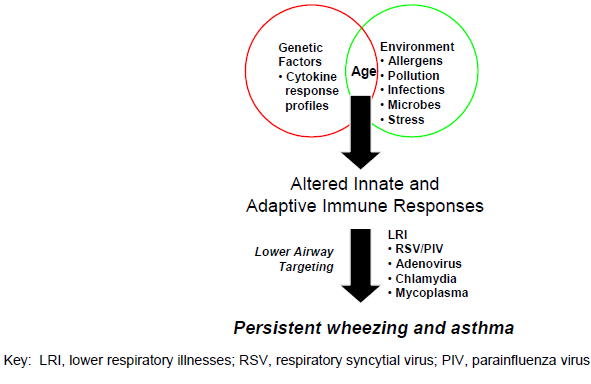 Genetic
Factors
• Cytokine
response
profiles
Age
Environment
• Allergens
• Pollution
• Infections
• Microbes
• Stress
Altered Innate and
Adaptive Immune Responses
Lower Airway
Targeting
LRI
• RSV/PIV
• Adenovirus
• Chlamydia
• Mycoplasma
Persistent wheezing and asthma
Key: LRI, lower respiratory illnesses; RSV, respiratory syncytial virus; PIV, parainfluenza virus